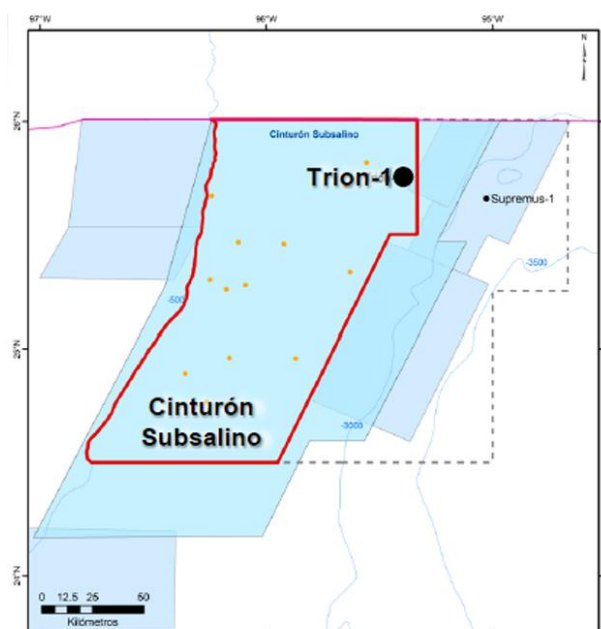 97°W 96°W 95°W
N
26°N
Cinturón Subsalino
Trion-1
Supremus-1
-500
-3500
25°N
Cinturón
Subsalino
-3000
24°N
0 12.5 25 50
Kilómetros